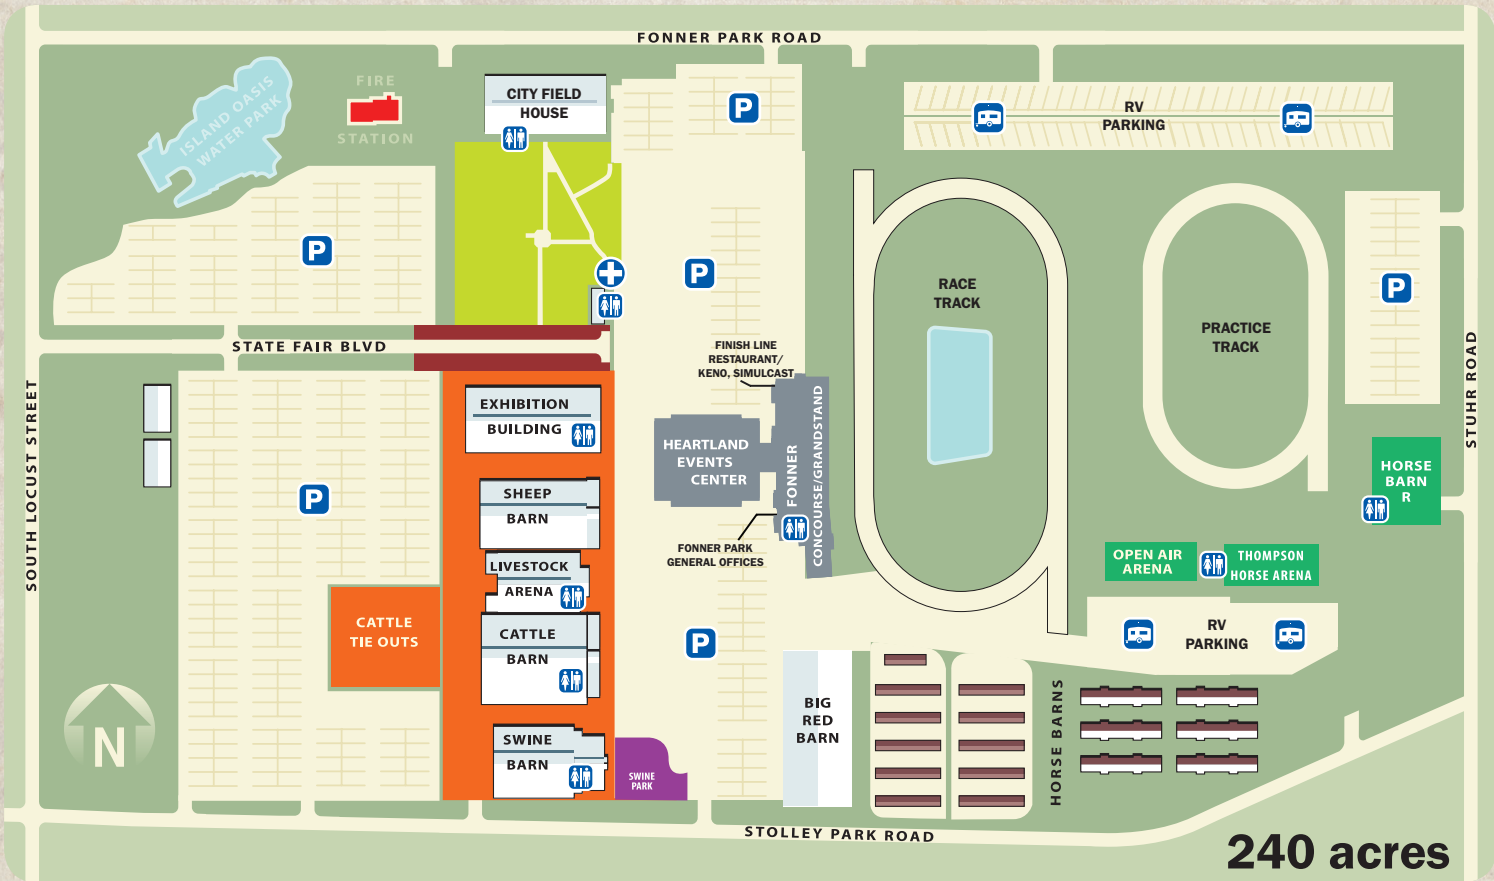 FONNER PARK ROAD
ISLAND OASIS
WATER PARK
FIRE
STATION
CITY FIELD
HOUSE
P
RV
PARKING
P
P
P
RACE
TRACK
PRACTICE
TRACK
STATE FAIR BLVD
FINISH LINE
RESTAURANT/
KENO, SIMULCAST
SOUTH LOCUST STREET
STUHR ROAD
EXHIBITION
BUILDING
HEARTLAND
EVENTS
CENTER
FONNER
CONCOURSE/GRANDSTAND
P
SHEEP
BARN
HORSE
BARN
R
FONNER PARK
GENERAL OFFICES
LIVESTOCK
ARENA
OPEN AIR
ARENA
THOMPSON
HORSE ARENA
CATTLE
TIE OUTS
CATTLE
BARN
P
RV
PARKING
BIG
RED
BARN
HORSE BARNS
N
SWINE
BARN
SWINE
PARK
STOLLEY PARK ROAD
240 acres